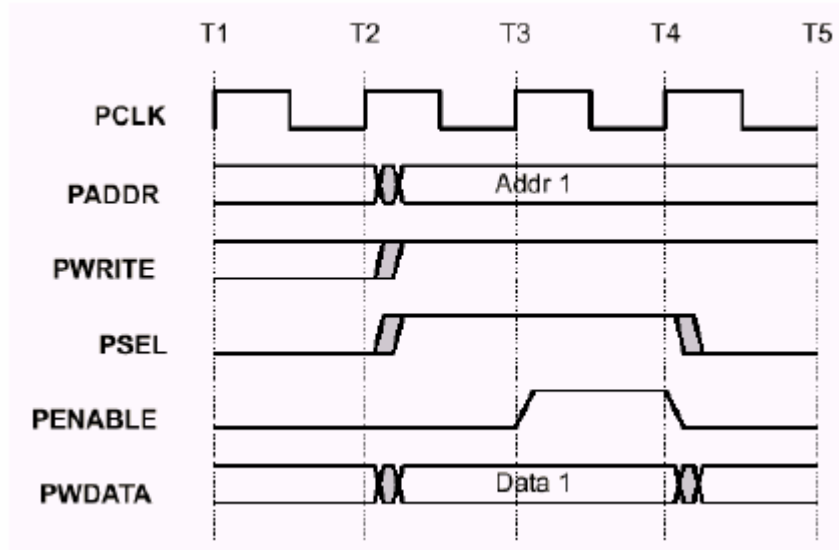 T1 T2 T3 T4 T5
PCLK
PADDR Addr 1
PWRITE
PSEL
PENABLE
PWDATA Data 1